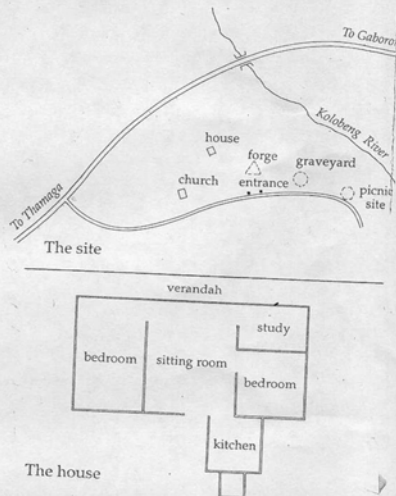 To Gaboro
Kolobeng River
house
forge
graveyard
church
entrance
picnic
site
To Thamaga
The site
verandah
study
bedroom
sitting room
bedroom
kitchen
The house